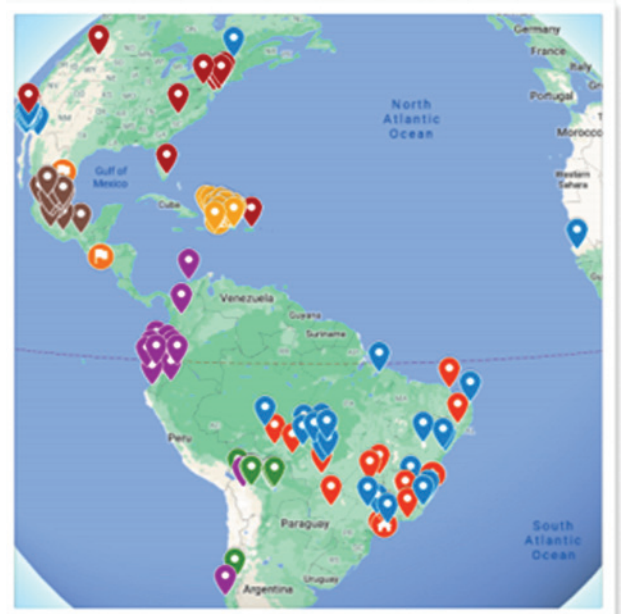 Germany
France
Italy
Portugal
North
Atlantic
Ocean
Morocco
Western
Sahara
Gulf of
Mexico
Cuba
Venezuela
Guyana
Suriname
Peru
Paraguay
South
Atlantic
Ocean
Uruguay
Argentina